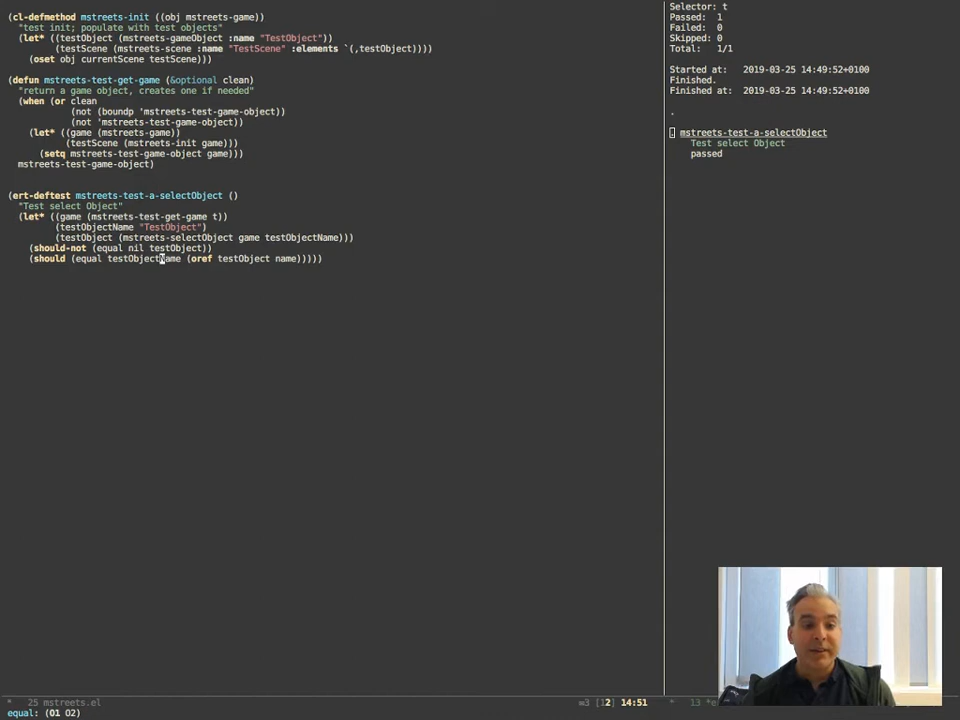 (cl-defmethod mstreets-init ((obj mstreets-game))
"test init; populate with test objects"
(let* ((testObject (mstreets-gameObject :name "TestObject"))
(testScene (mstreets-scene :name "TestScene" :elements `(,testObject))))
(oset obj currentScene testScene)))
(defun mstreets-test-get-game (&optional clean)
"return a game object, creates one if needed"
(when (or clean
(not (boundp 'mstreets-test-game-object))
(not 'mstreets-test-game-object))
(let* ((game (mstreets-game))
(testScene (mstreets-init game)))
(setq mstreets-test-game-object game)))
mstreets-test-game-object)
(ert-deftest mstreets-test-a-selectObject ()
"Test select Object"
(let* ((game (mstreets-test-get-game t))
(testObjectName "TestObject")
(testObject (mstreets-selectObject game testObjectName)))
(should-not (equal nil testObject))
(should (equal testObjectName (oref testObject name)))))
* 25 mstreets.el
≡3 [12] 14:51
equal: (O1 O2)
Selector: t
Passed: 1
Failed: 0
Skipped: 0
Total: 1/1
Started at: 2019-03-25 14:49:52+0100
Finished.
Finished at: 2019-03-25 14:49:52+0100
.
. mstreets-test-a-selectObject
Test select Object
passed
* 13 *e